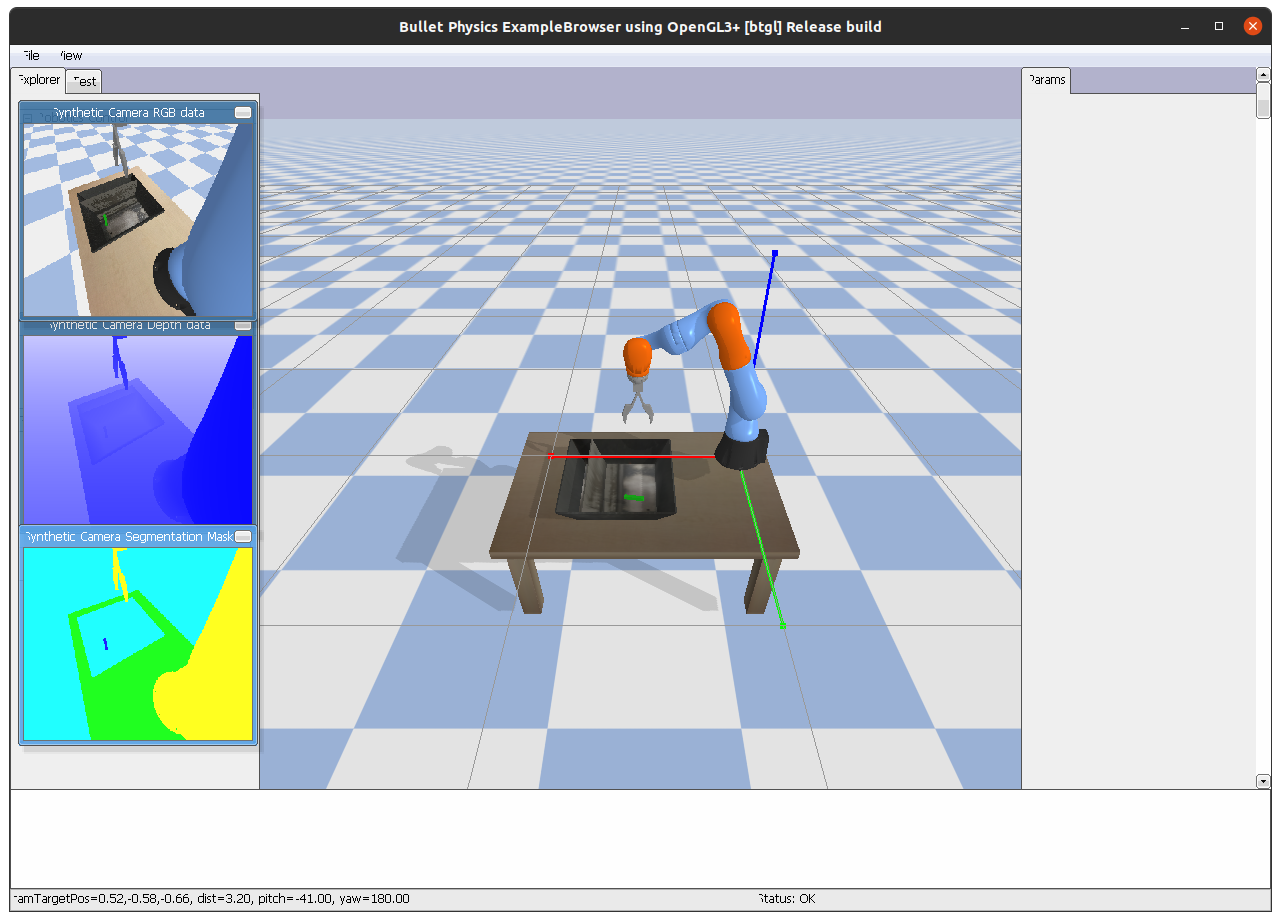 Bullet Physics ExampleBrowser using OpenGL3+ [btgl] Release build
File View
Explorer Test
Params
Synthetic Camera RGB data
Synthetic Camera Depth data
Synthetic Camera Segmentation Mask
camTargetPos=0.52,-0.58,-0.66, dist=3.20, pitch=-41.00, yaw=180.00
Status: OK